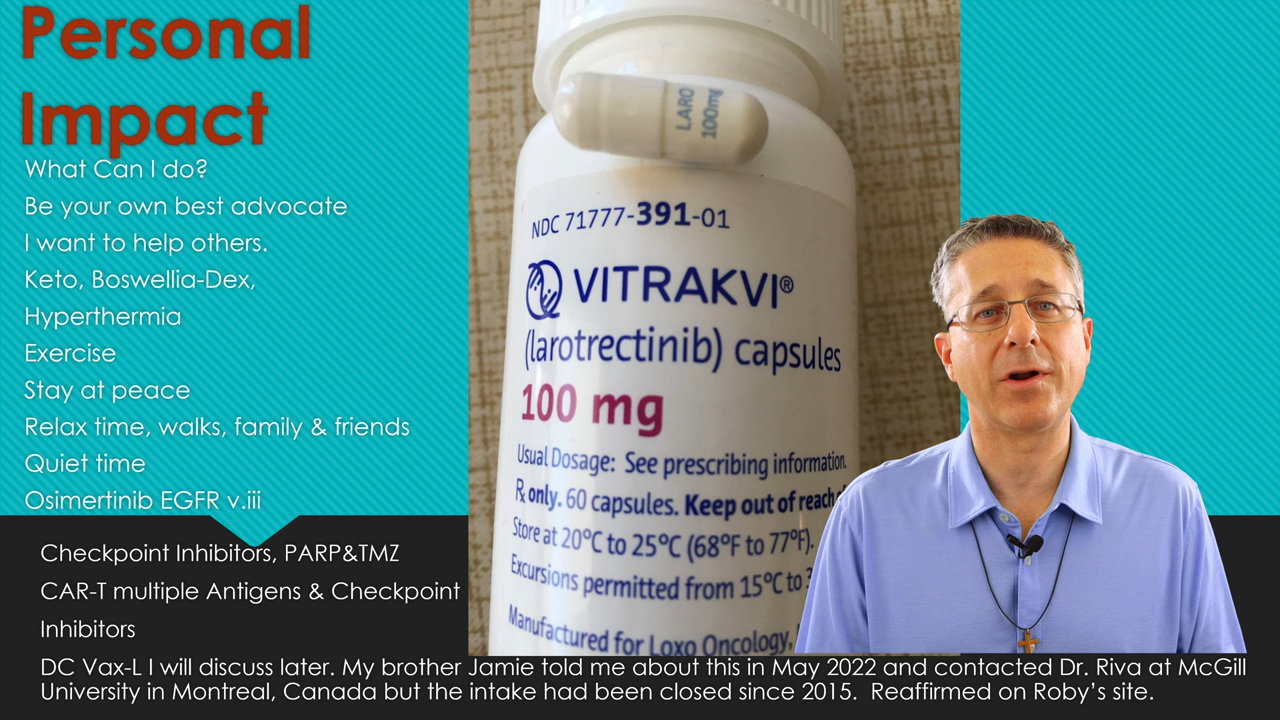 Personal
Impact
What Can I do?
Be your own best advocate
I want to help others.
Keto, Boswellia-Dex,
Hyperthermia
Exercise
Stay at peace
Relax time, walks, family & friends
Quiet time
Osimertinib EGFR v.iii
Checkpoint Inhibitors, PARP&TMZ
CAR-T multiple Antigens & Checkpoint
Inhibitors
DC Vax-L I will discuss later. My brother Jamie told me about this in May 2022 and contacted Dr. Riva at McGill
University in Montreal, Canada but the intake had been closed since 2015. Reaffirmed on Roby's site.
LARO
100mg
NDC 71777-391-01
VITRAKVI®
(larotrectinib) capsules
100 mg
Usual Dosage: See prescribing information.
Rx only. 60 capsules. Keep out of reach
Store at 20°C to 25°C (68°F to 77°F).
Excursions permitted from 15°C to
Manufactured for Loxo Oncology,